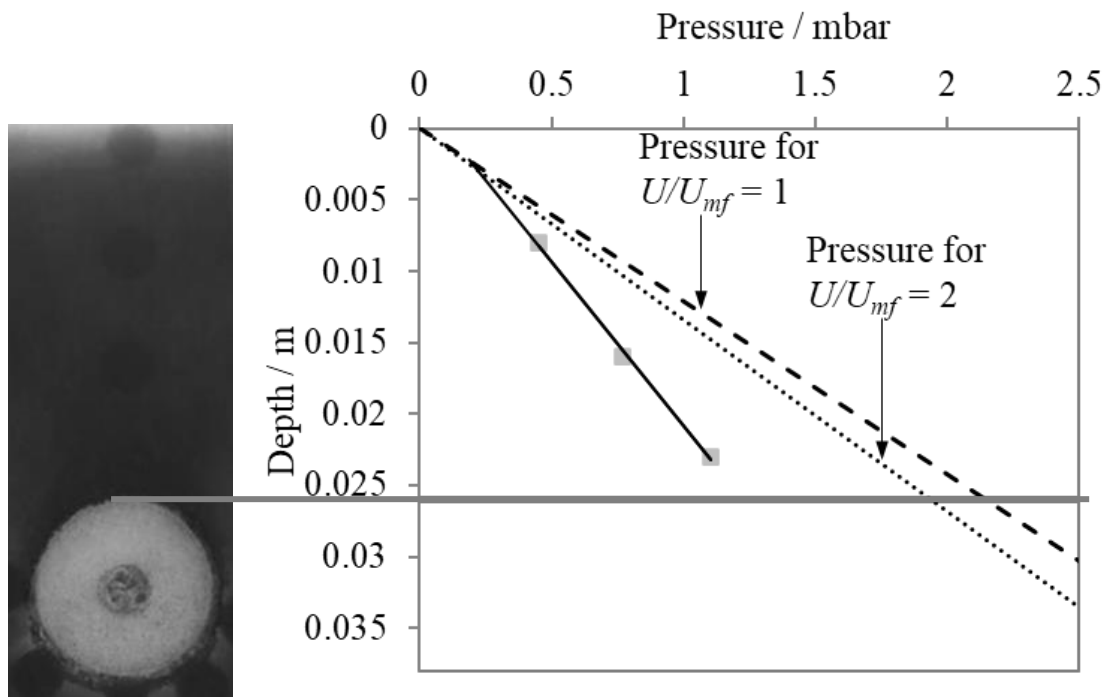 Pressure / mbar
0 0.5 1 1.5 2 2.5
0
0.005
0.01
0.015
0.02
0.025
0.03
0.035
Depth / m
Pressure for
U/Umf = 1
Pressure for
U/Umf = 2